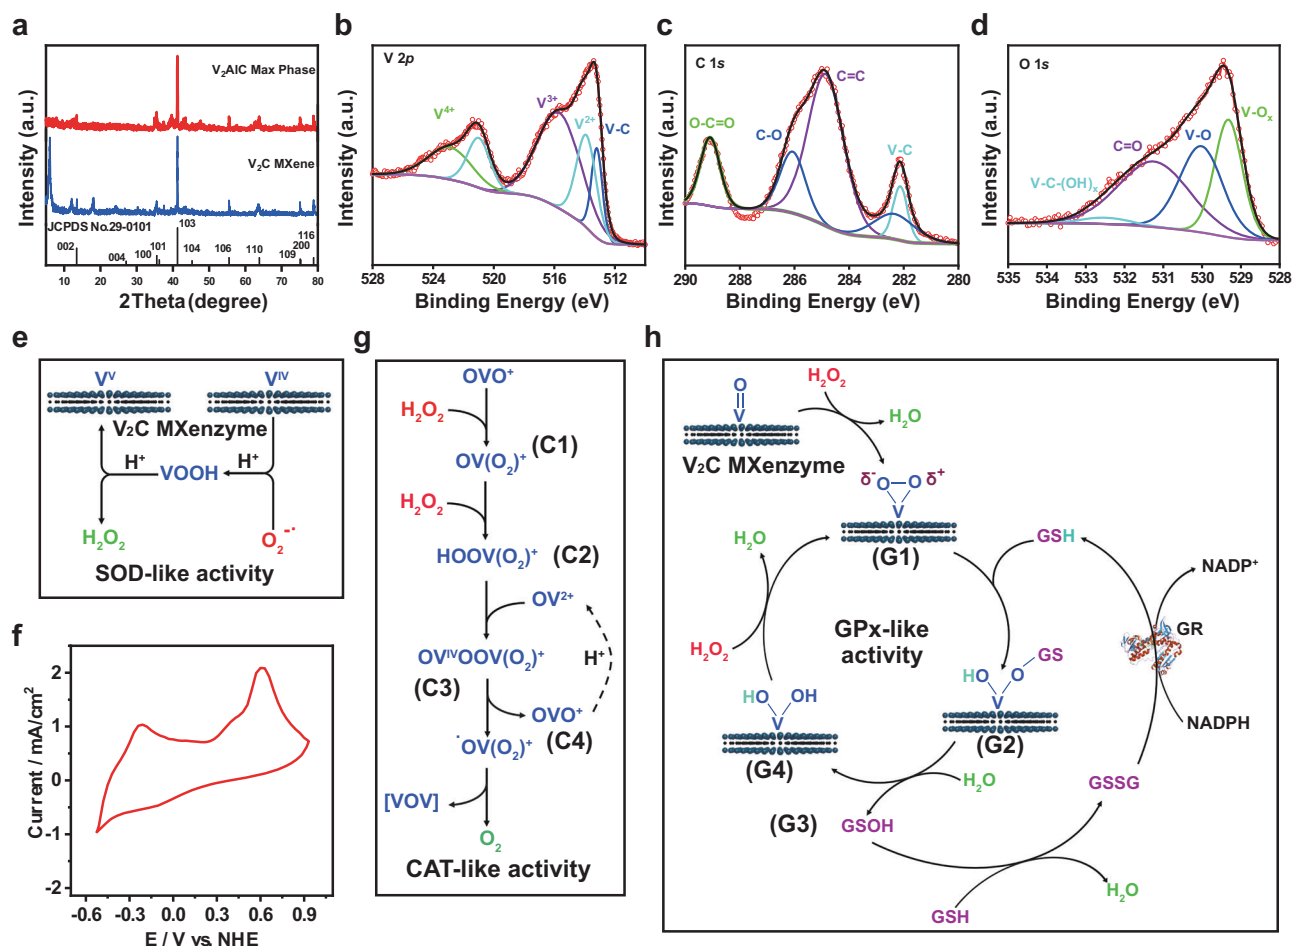 a
Intensity (a.u.)
V₂AlC Max Phase
V₂C MXene
JCPDS No.29-0101
002
004
100
101
103
104
106
110
109
200
116
10 20 30 40 50 60 70 80
2Theta (degree)
b
Intensity (a.u.)
V 2p
V⁴⁺
V³⁺
V²⁺
V-C
528 524 520 516 512
Binding Energy (eV)
c
Intensity (a.u.)
C 1s
O-C=O
C-O
C=C
V-C
290 288 286 284 282 280
Binding Energy (eV)
d
Intensity (a.u.)
O 1s
V-C-(OH)ₓ
C=O
V-O
V-Oₓ
535 534 533 532 531 530 529 528
Binding Energy (eV)
e
Vⱽ
Vᴵⱽ
V₂C MXenzyme
H⁺
VOOH
H⁺
H₂O₂
O₂⁻·
SOD-like activity
f
Current / mA/cm²
2
1
0
-1
-2
-0.6 -0.3 0.0 0.3 0.6 0.9
E / V vs. NHE
g
OVO⁺
H₂O₂
(C1)
OV(O₂)⁺
H₂O₂
(C2)
HOOV(O₂)⁺
OV²⁺
H⁺
OVᴵⱽOOV(O₂)⁺
(C3)
OVO⁺
(C4)
·OV(O₂)⁺
[VOV]
O₂
CAT-like activity
h
O
V
H₂O₂
H₂O
V₂C MXenzyme
δ⁻
O
O
δ⁺
V
(G1)
H₂O
GSH
NADP⁺
GR
GPx-like
activity
H₂O₂
GS
HO
O
V
(G2)
NADPH
HO
OH
V
(G4)
H₂O
GSSG
(G3)
GSOH
H₂O
GSH